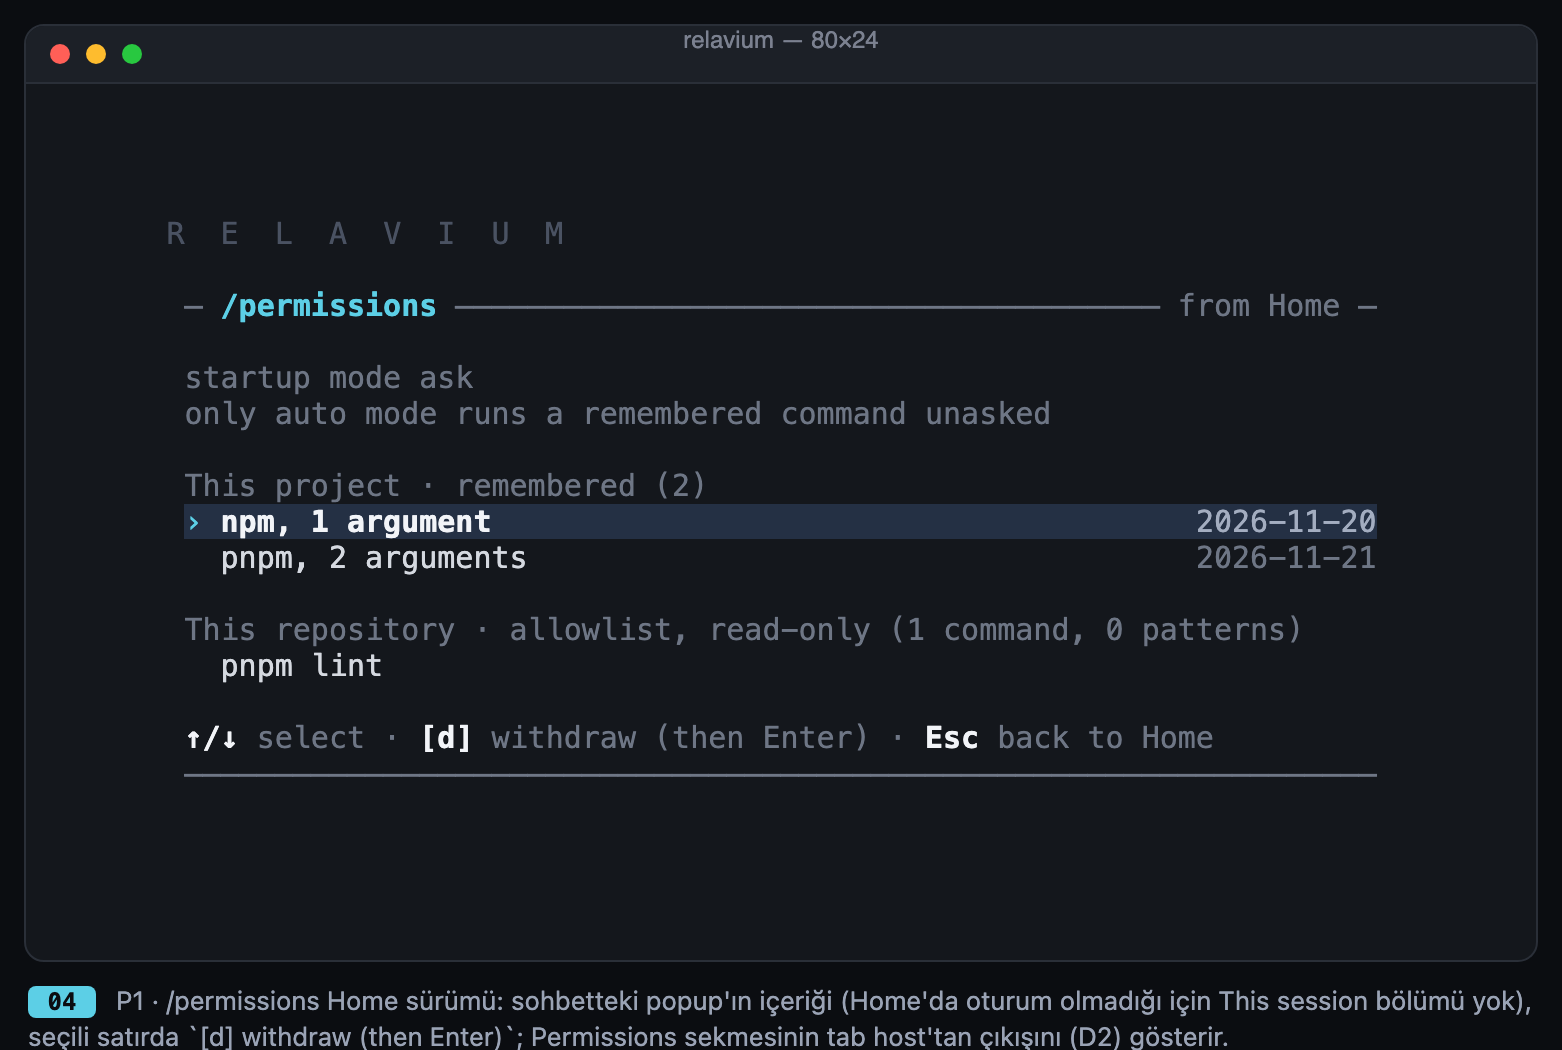 relavium — 80×24
R E L A V I U M
— /permissions ——— from Home —
startup mode ask
only auto mode runs a remembered command unasked
This project · remembered (2)
› npm, 1 argument 2026-11-20
pnpm, 2 arguments 2026-11-21
This repository · allowlist, read-only (1 command, 0 patterns)
pnpm lint
↑/↓ select · [d] withdraw (then Enter) · Esc back to Home
04 P1 · /permissions Home sürümü: sohbetteki popup'ın içeriği (Home'da oturum olmadığı için This session bölümü yok),
seçili satırda `[d] withdraw (then Enter)`; Permissions sekmesinin tab host'tan çıkışını (D2) gösterir.